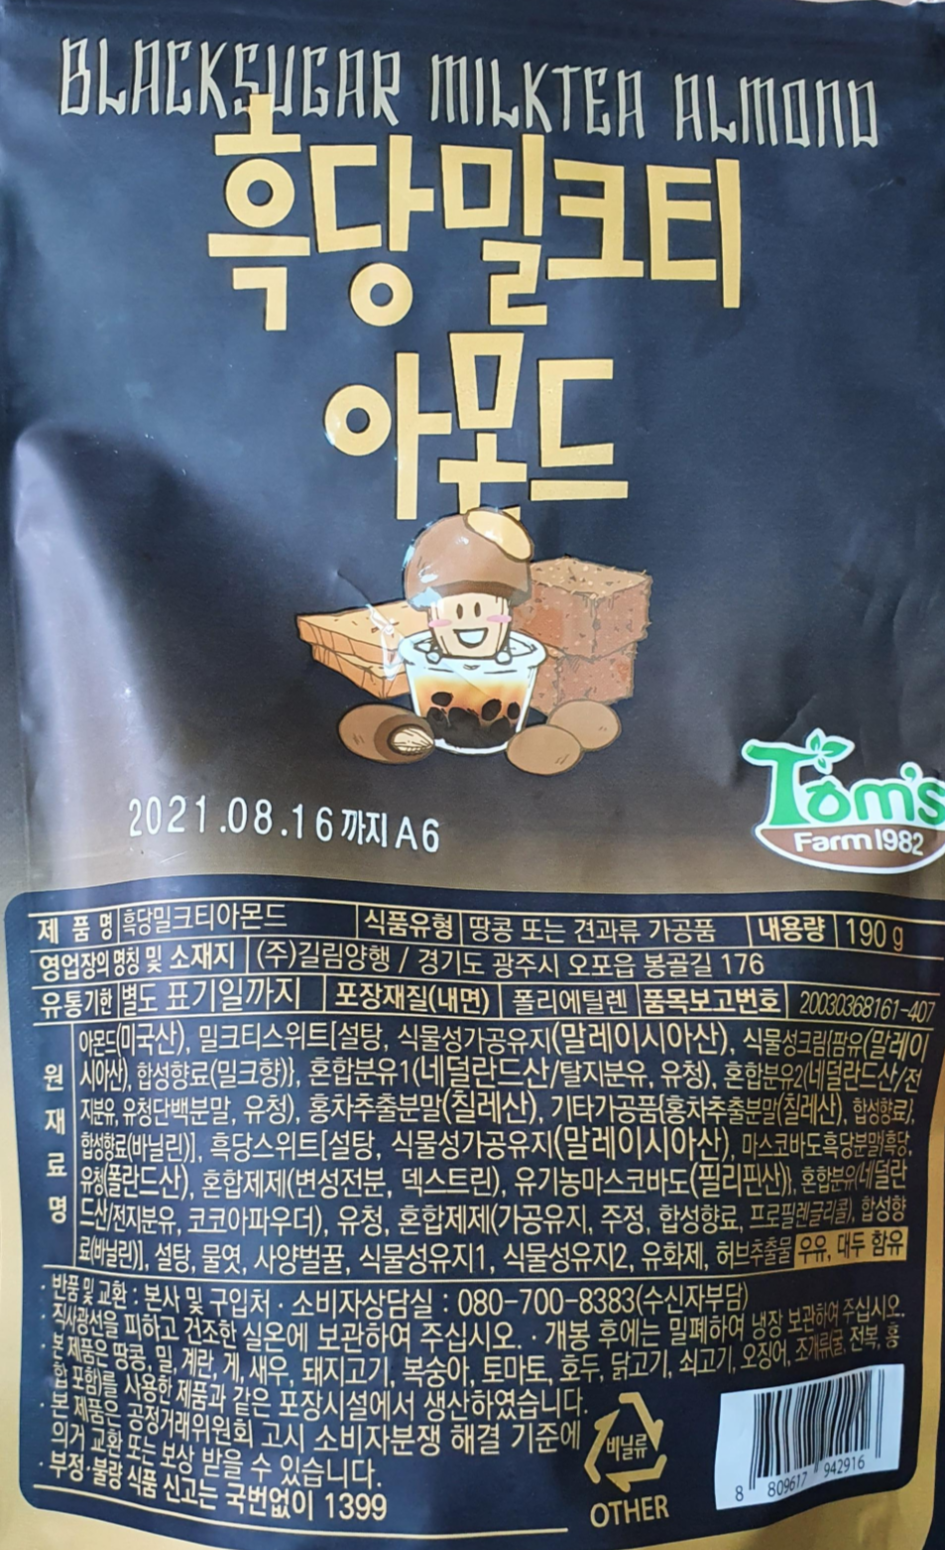 BLACKSUGAR MILKTEA ALMOND
흑당밀크티
아몬드
2021.08.16 까지 A6
Tom's
Farm 1982
제 품 명 흑당밀크티아몬드 식품유형 땅콩 또는 견과류 가공품 내용량 190 g
영업장의 명칭 및 소재지 (주)길림양행 / 경기도 광주시 오포읍 봉골길 176
유통기한 별도 표기일까지 포장재질(내면) 폴리에틸렌 품목보고번호 20030368161-407
원재료명
아몬드(미국산), 밀크티스위트[설탕, 식물성가공유지(말레이시아산), 식물성크림{팜유(말레이
시아산), 합성향료(밀크향)}, 혼합분유1(네덜란드산/탈지분유, 유청), 혼합분유2(네덜란드산/전
지분유, 유청단백분말, 유청), 홍차추출분말(칠레산), 기타가공품{홍차추출분말(칠레산), 합성향료},
합성향료(바닐린)], 흑당스위트[설탕, 식물성가공유지(말레이시아산), 마스코바도흑당분말{흑당,
유청(폴란드산), 혼합제제(변성전분, 덱스트린), 유기농마스코바도(필리핀산)}, 혼합분유(네덜란
드산/전지분유, 코코아파우더), 유청, 혼합제제(가공유지, 주정, 합성향료, 프로필렌글리콜), 합성향
료(바닐린)], 설탕, 물엿, 사양벌꿀, 식물성유지1, 식물성유지2, 유화제, 허브추출물 우유, 대두 함유
· 반품 및 교환 : 본사 및 구입처 · 소비자상담실 : 080-700-8383(수신자부담)
· 직사광선을 피하고 건조한 실온에 보관하여 주십시오. · 개봉 후에는 밀폐하여 냉장 보관하여 주십시오.
· 본 제품은 땅콩, 밀, 계란, 게, 새우, 돼지고기, 복숭아, 토마토, 호두, 닭고기, 쇠고기, 오징어, 조개류(굴, 전복, 홍
합 포함)를 사용한 제품과 같은 포장시설에서 생산하였습니다.
· 본 제품은 공정거래위원회 고시 소비자분쟁 해결 기준에
의거 교환 또는 보상 받을 수 있습니다.
· 부정·불량 식품 신고는 국번없이 1399
비닐류
OTHER
8 809617 942916